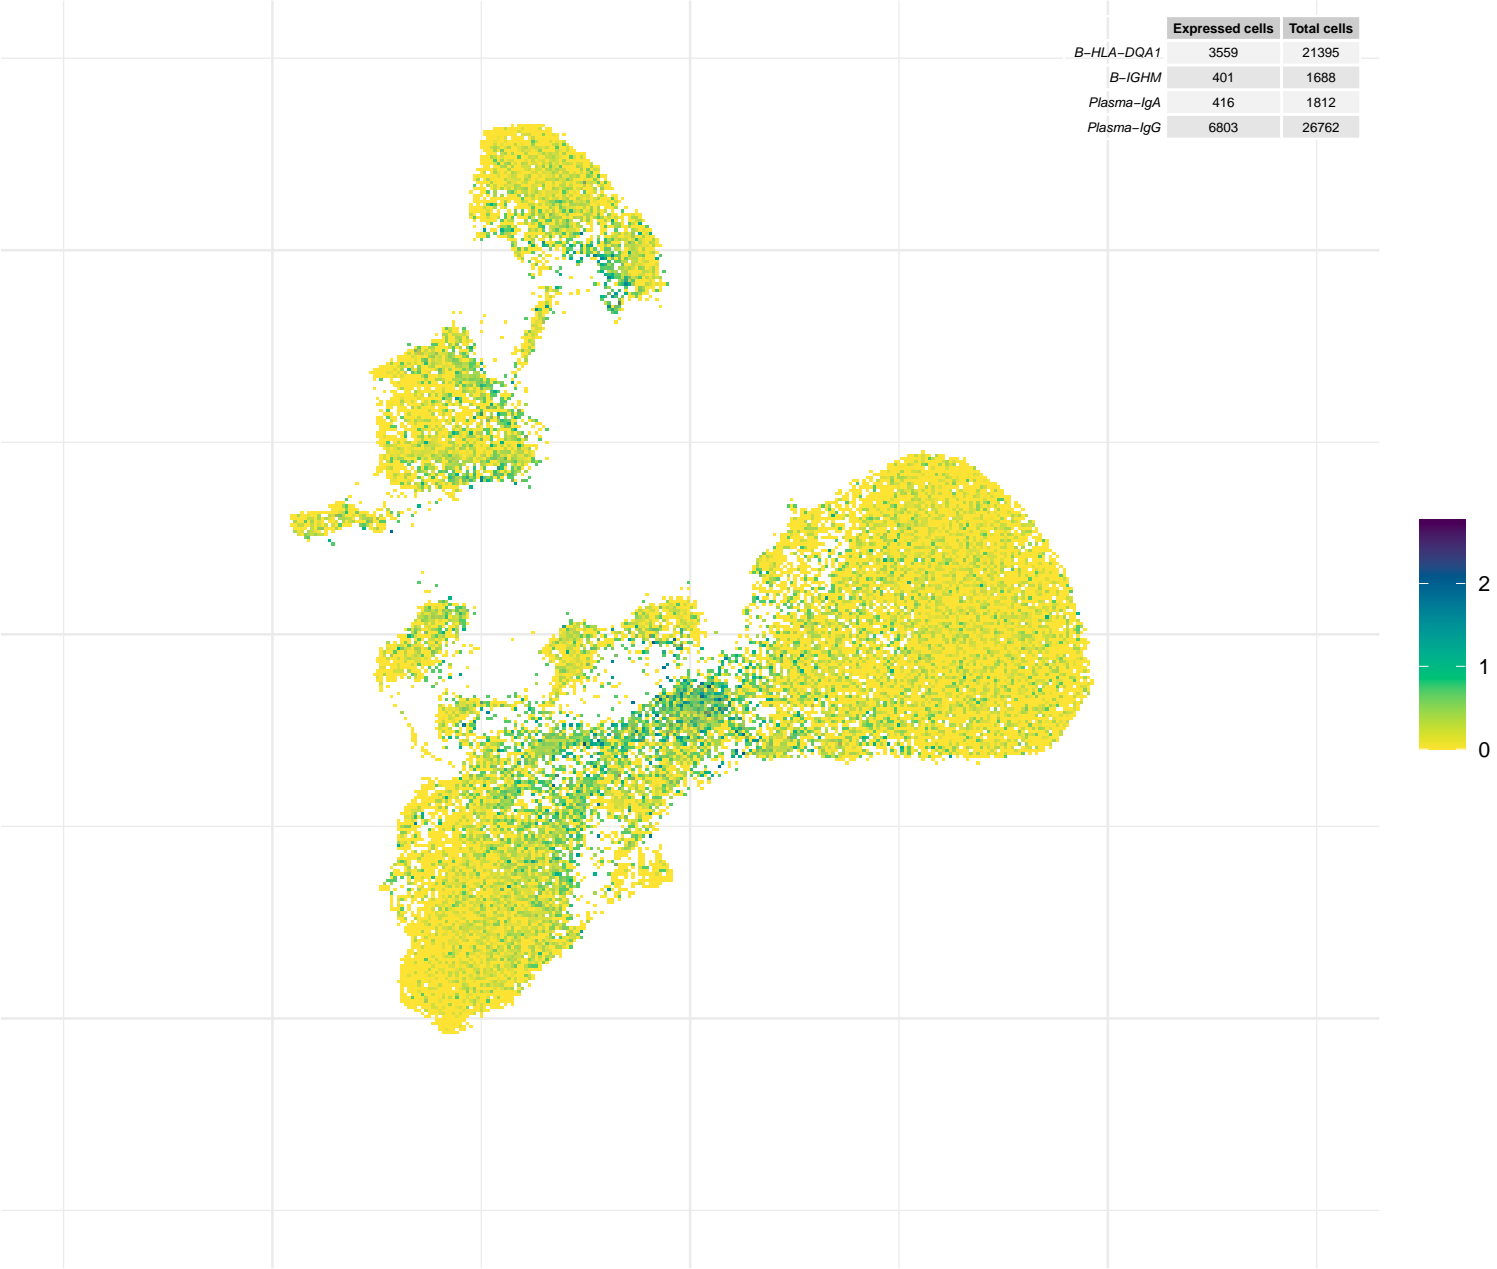 Expressed cells Total cells
B−HLA−DQA1 3559 21395
B−IGHM 401 1688
Plasma−IgA 416 1812
Plasma−IgG 6803 26762
2
1
0